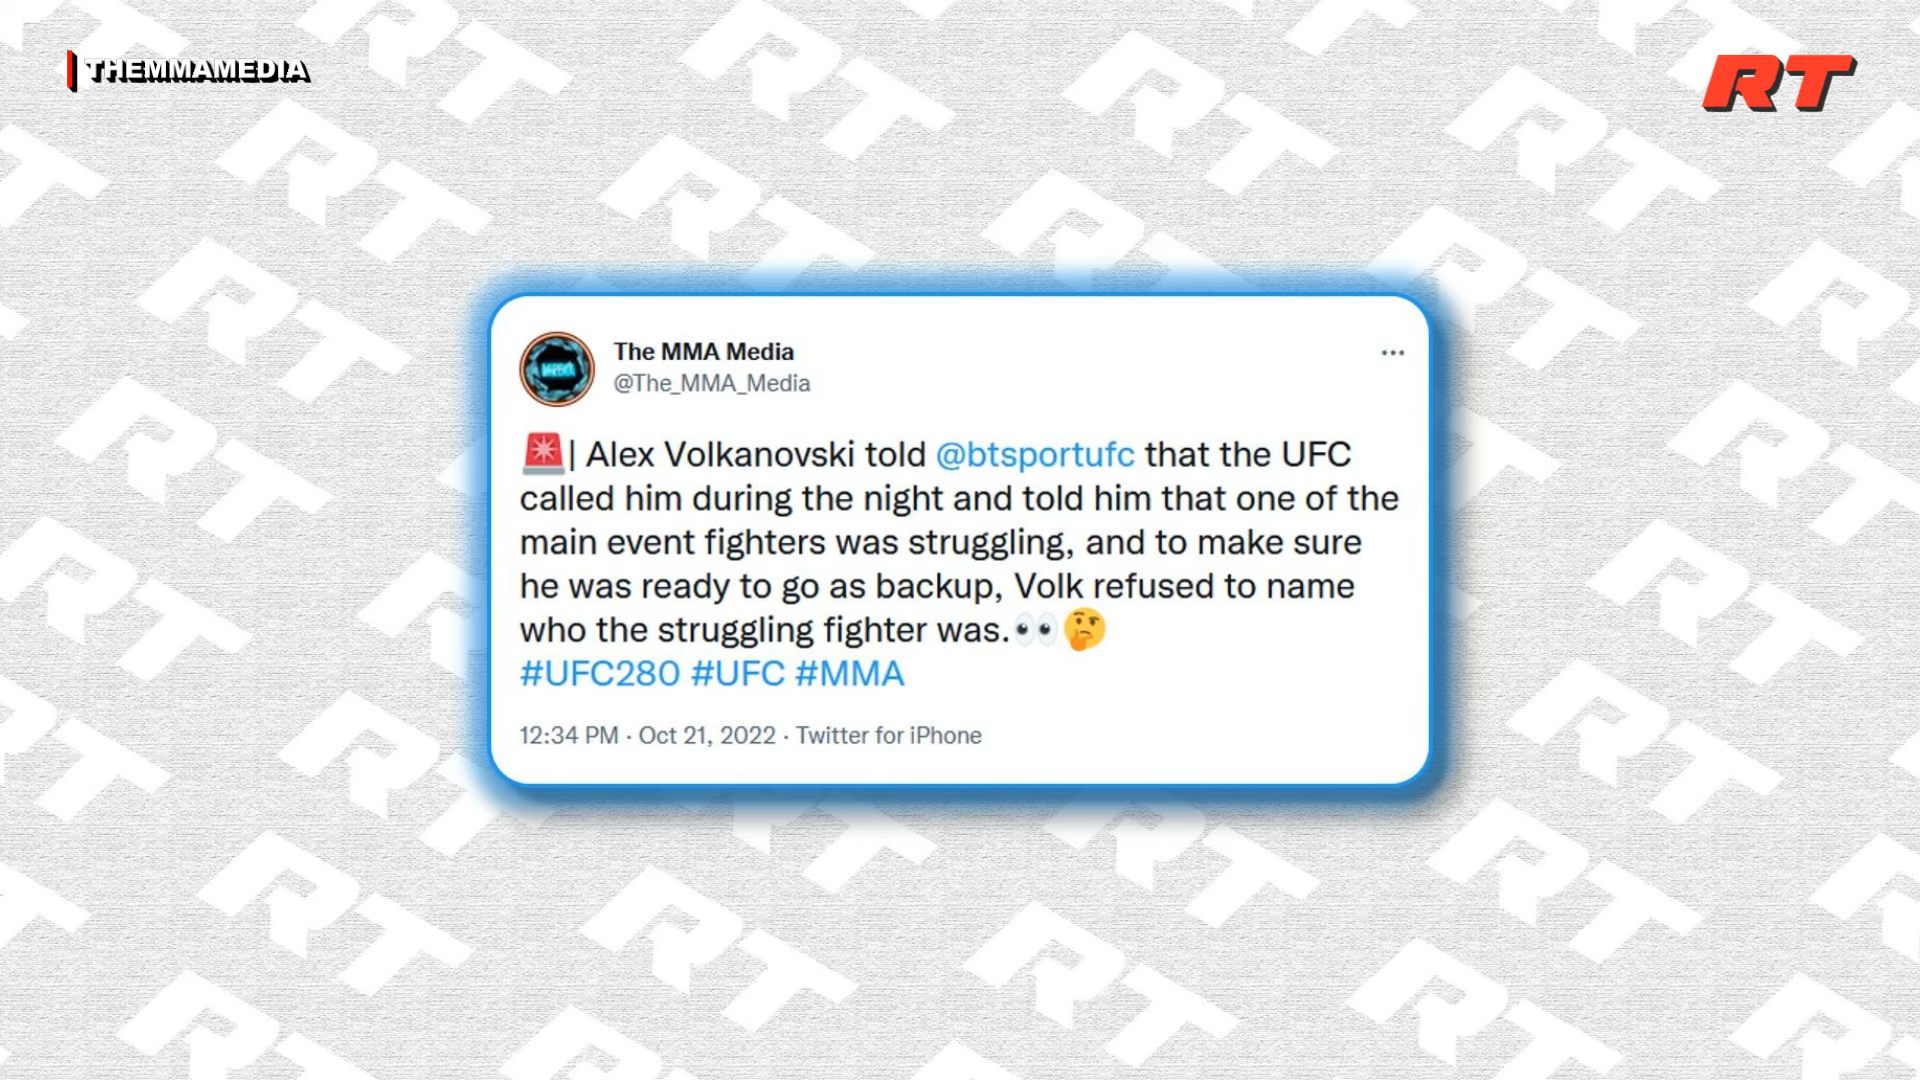 THEMMAMEDIA
RT
The MMA Media
@The_MMA_Media
🚨| Alex Volkanovski told @btsportufc that the UFC
called him during the night and told him that one of the
main event fighters was struggling, and to make sure
he was ready to go as backup, Volk refused to name
who the struggling fighter was.👀🤔
#UFC280 #UFC #MMA
12:34 PM · Oct 21, 2022 · Twitter for iPhone